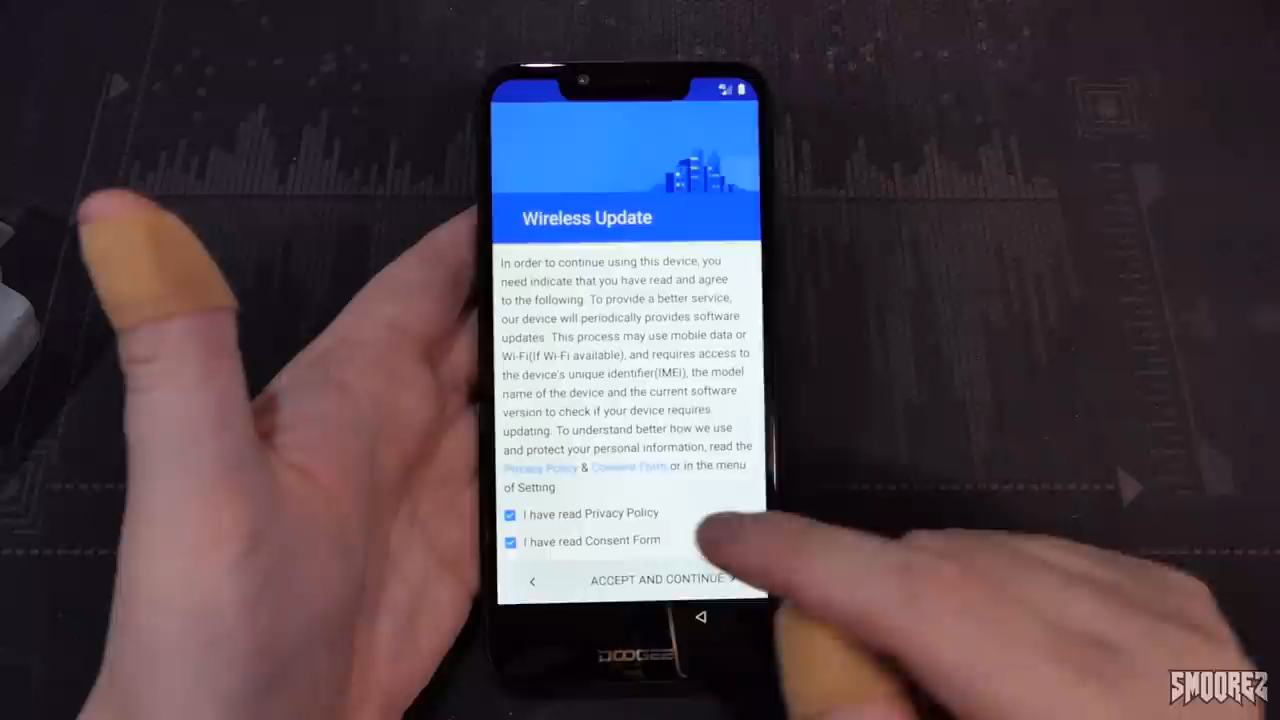 Wireless Update
In order to continue using this device, you
need indicate that you have read and agree
to the following. To provide a better service,
our device will periodically provides software
updates. This process may use mobile data or
Wi-Fi(If Wi-Fi available), and requires access to
the device's unique identifier(IMEI), the model
name of the device and the current software
version to check if your device requires
updating. To understand better how we use
and protect your personal information, read the
Privacy Policy & Consent Form or in the menu
of Setting
I have read Privacy Policy
I have read Consent Form
ACCEPT AND CONTINUE
DOOGEE
SMOOREZ